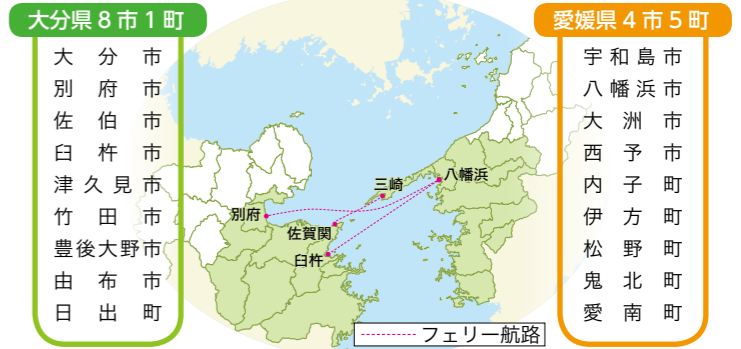 大分県8市1町
大分市
別府市
佐伯市
臼杵市
津久見市
竹田市
豊後大野市
由布市
日出町
愛媛県4市5町
宇和島市
八幡浜市
大洲市
西予市
内子町
伊方町
松野町
鬼北町
愛南町
八幡浜
三崎
別府
佐賀関
臼杵
フェリー航路